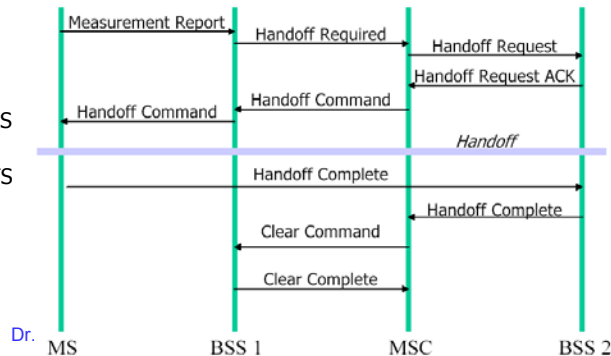 Measurement Report
Handoff Required
Handoff Request
Handoff Request ACK
Handoff Command
Handoff Command
S
Handoff
S
Handoff Complete
Handoff Complete
Clear Command
Clear Complete
Dr.
MS BSS 1 MSC BSS 2